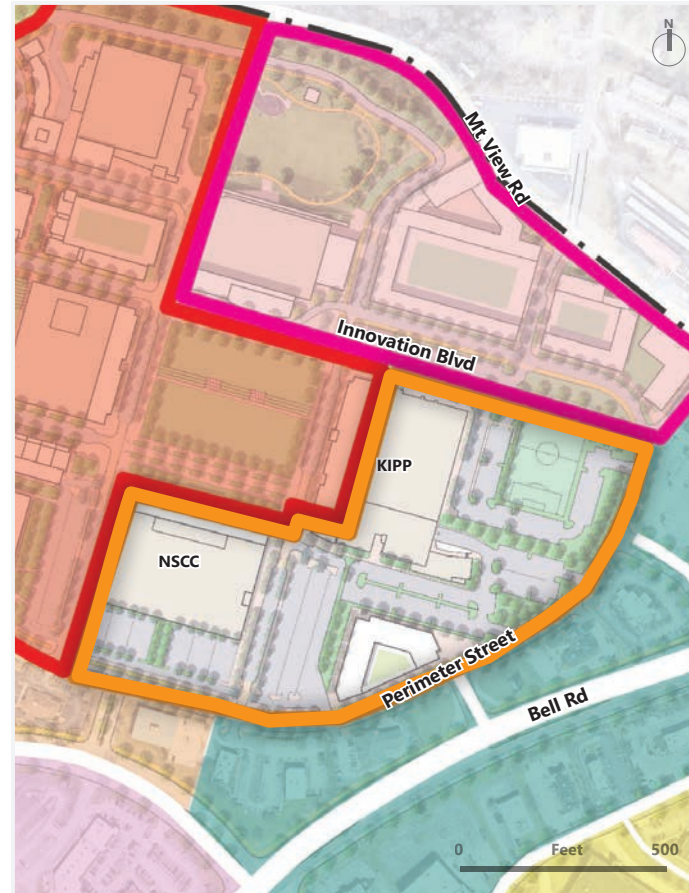 N
Mt View Rd
Innovation Blvd
KIPP
NSCC
Perimeter Street
Bell Rd
0 Feet 500